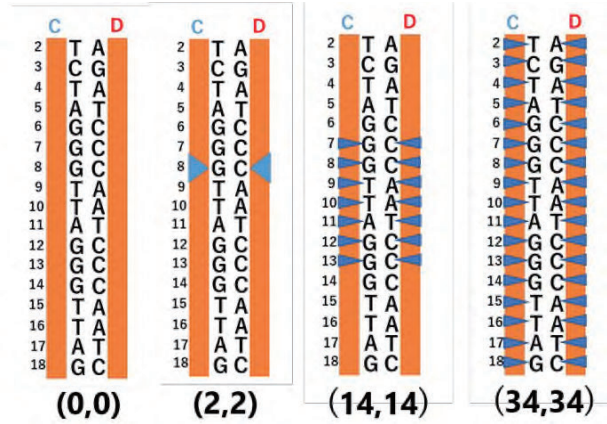 C D
2 T A
3 C G
4 T A
5 A T
6 G C
7 G C
8 G C
9 T A
10 T A
11 A T
12 G C
13 G C
14 G C
15 T A
16 T A
17 A T
18 G C
(0,0)
C D
2 T A
3 C G
4 T A
5 A T
6 G C
7 G C
8 G C
9 T A
10 T A
11 A T
12 G C
13 G C
14 G C
15 T A
16 T A
17 A T
18 G C
(2,2)
C D
2 T A
3 C G
4 T A
5 A T
6 G C
7 G C
8 G C
9 T A
10 T A
11 A T
12 G C
13 G C
14 G C
15 T A
16 T A
17 A T
18 G C
(14,14)
C D
2 T A
3 C G
4 T A
5 A T
6 G C
7 G C
8 G C
9 T A
10 T A
11 A T
12 G C
13 G C
14 G C
15 T A
16 T A
17 A T
18 G C
(34,34)